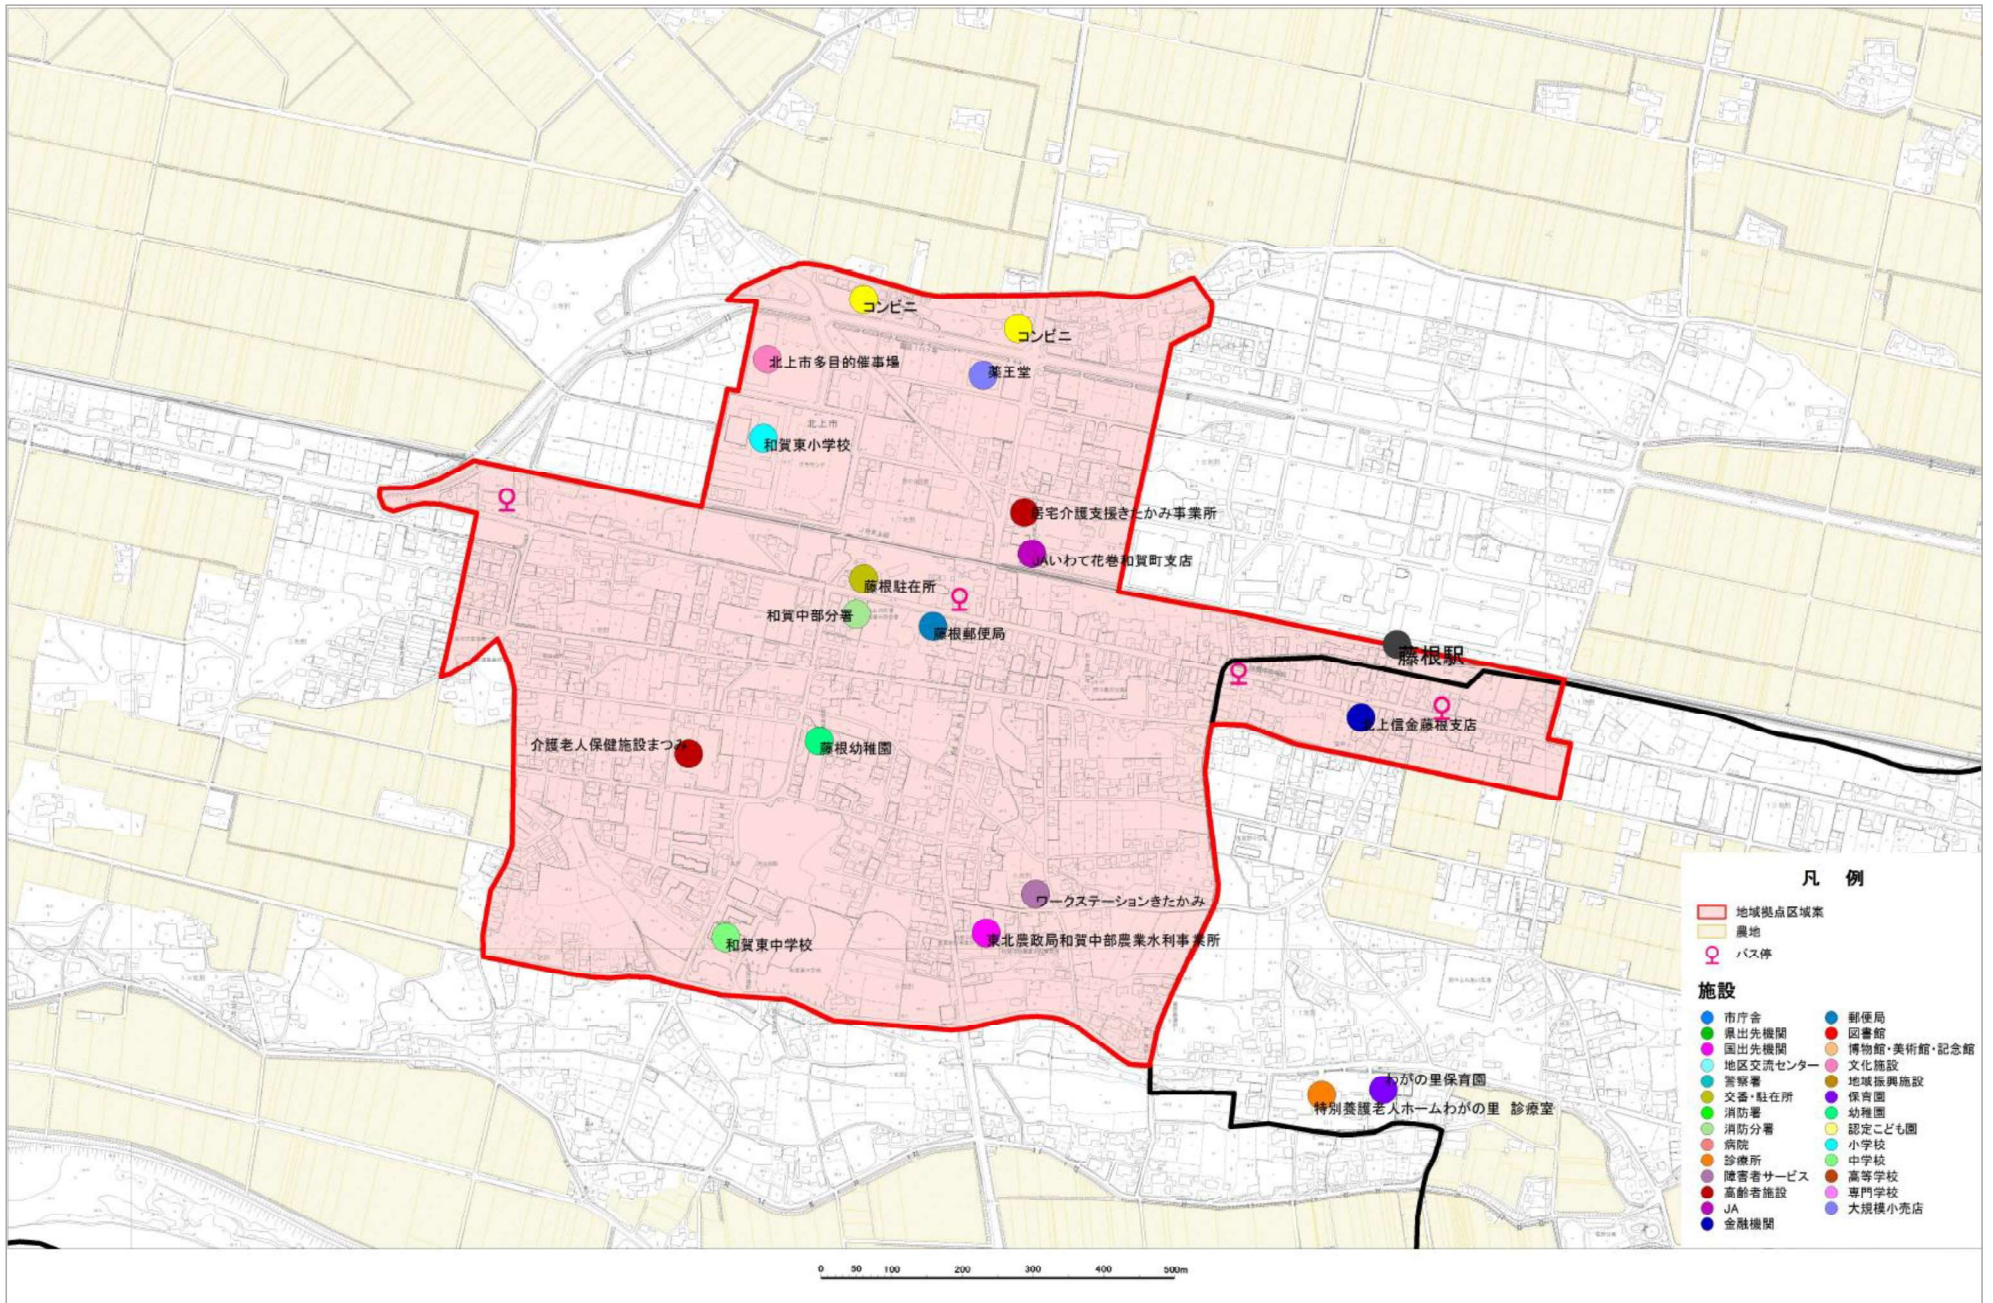 コンビニ
コンビニ
北上市多目的催事場
薬王堂
北上市
和賀東小学校
居宅介護支援きたかみ事業所
JAいわて花巻和賀町支店
藤根駐在所
和賀中部分署
藤根郵便局
藤根駅
北上信金藤根支店
介護老人保健施設まつみ
藤根幼稚園
ワークステーションきたかみ
和賀東中学校
東北農政局和賀中部農業水利事業所
わがの里保育園
特別養護老人ホームわがの里 診療室
凡 例
地域拠点区域案
農地
バス停
施設
市庁舎
県出先機関
国出先機関
地区交流センター
警察署
交番・駐在所
消防署
消防分署
病院
診療所
障害者サービス
高齢者施設
JA
金融機関
郵便局
図書館
博物館・美術館・記念館
文化施設
地域振興施設
保育園
幼稚園
認定こども園
小学校
中学校
高等学校
専門学校
大規模小売店
0 50 100 200 300 400 500m